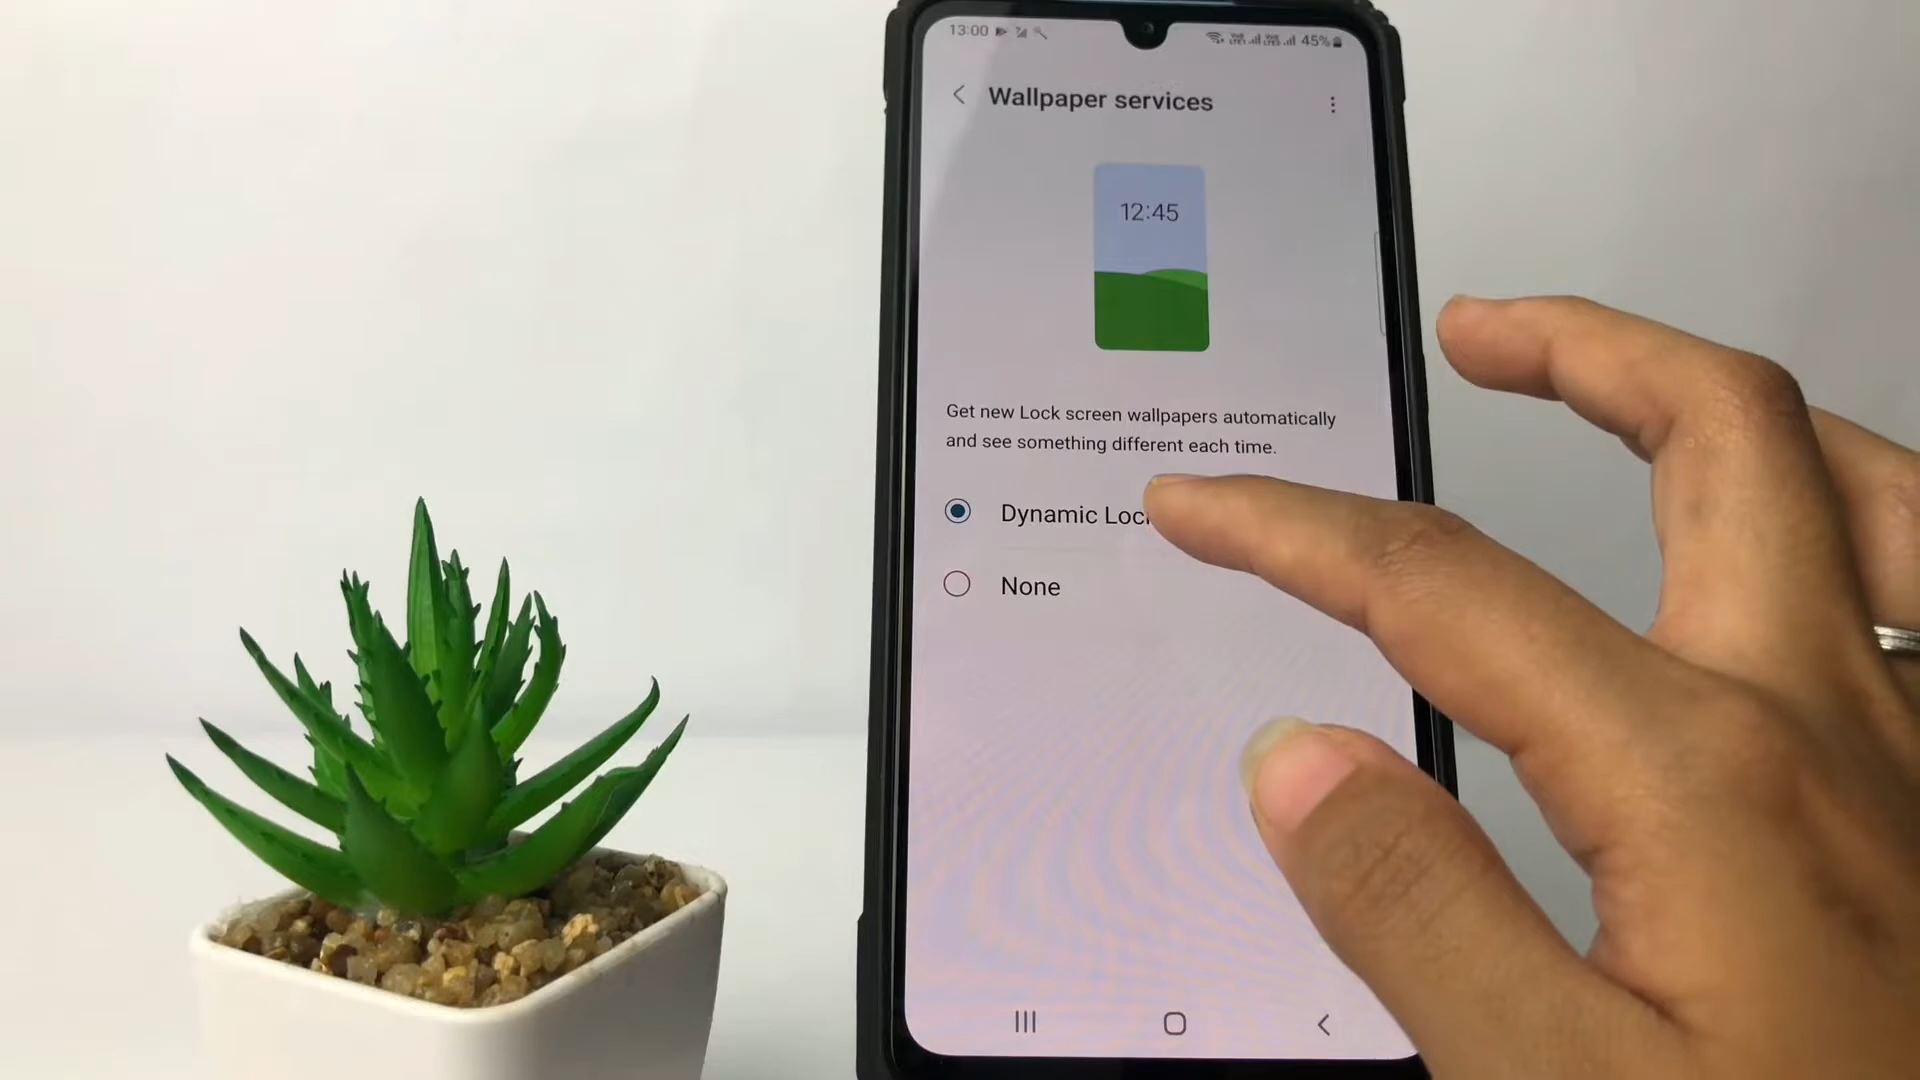 13:00
45%
Wallpaper services
12:45
Get new Lock screen wallpapers automatically
and see something different each time.
Dynamic Loc
None